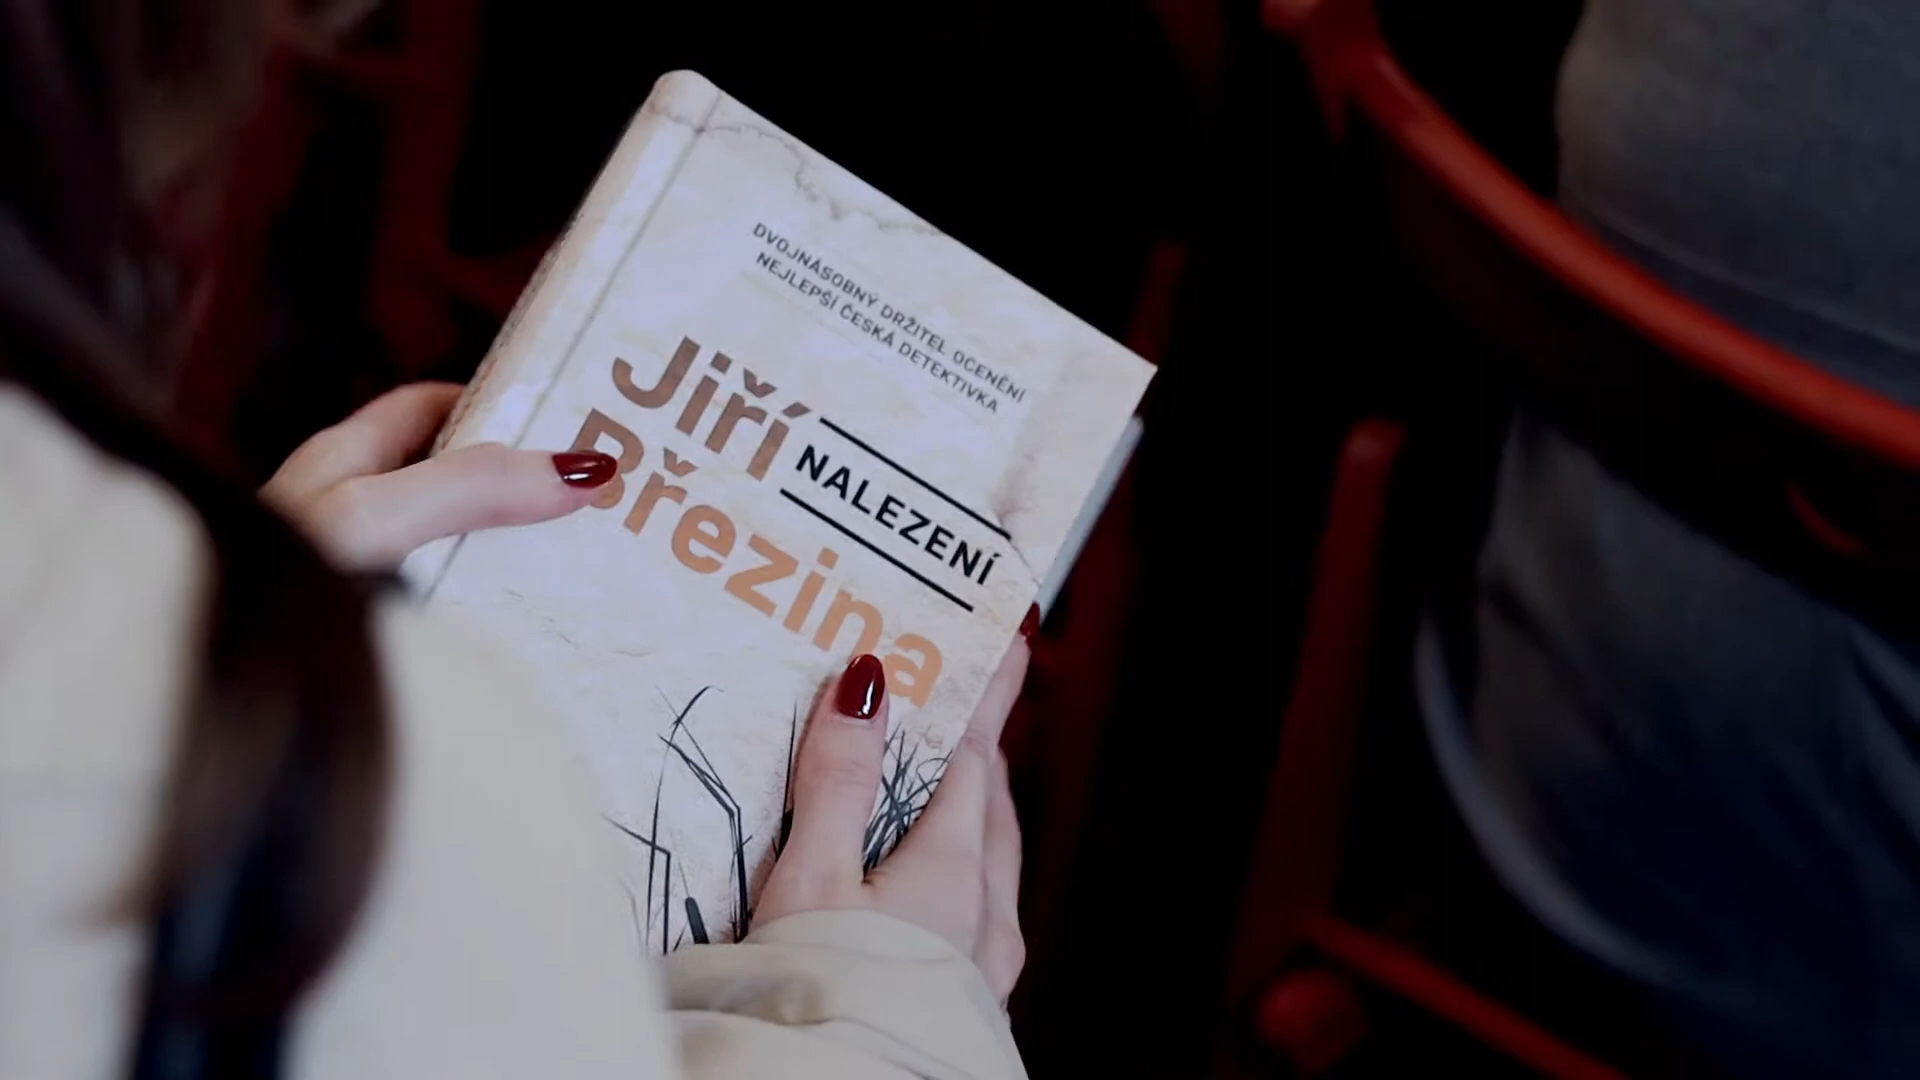 DVOJNÁSOBNÝ DRŽITEL OCENĚNÍ
NEJLEPŠÍ ČESKÁ DETEKTIVKA
Jiří
NALEZENÍ
Březina